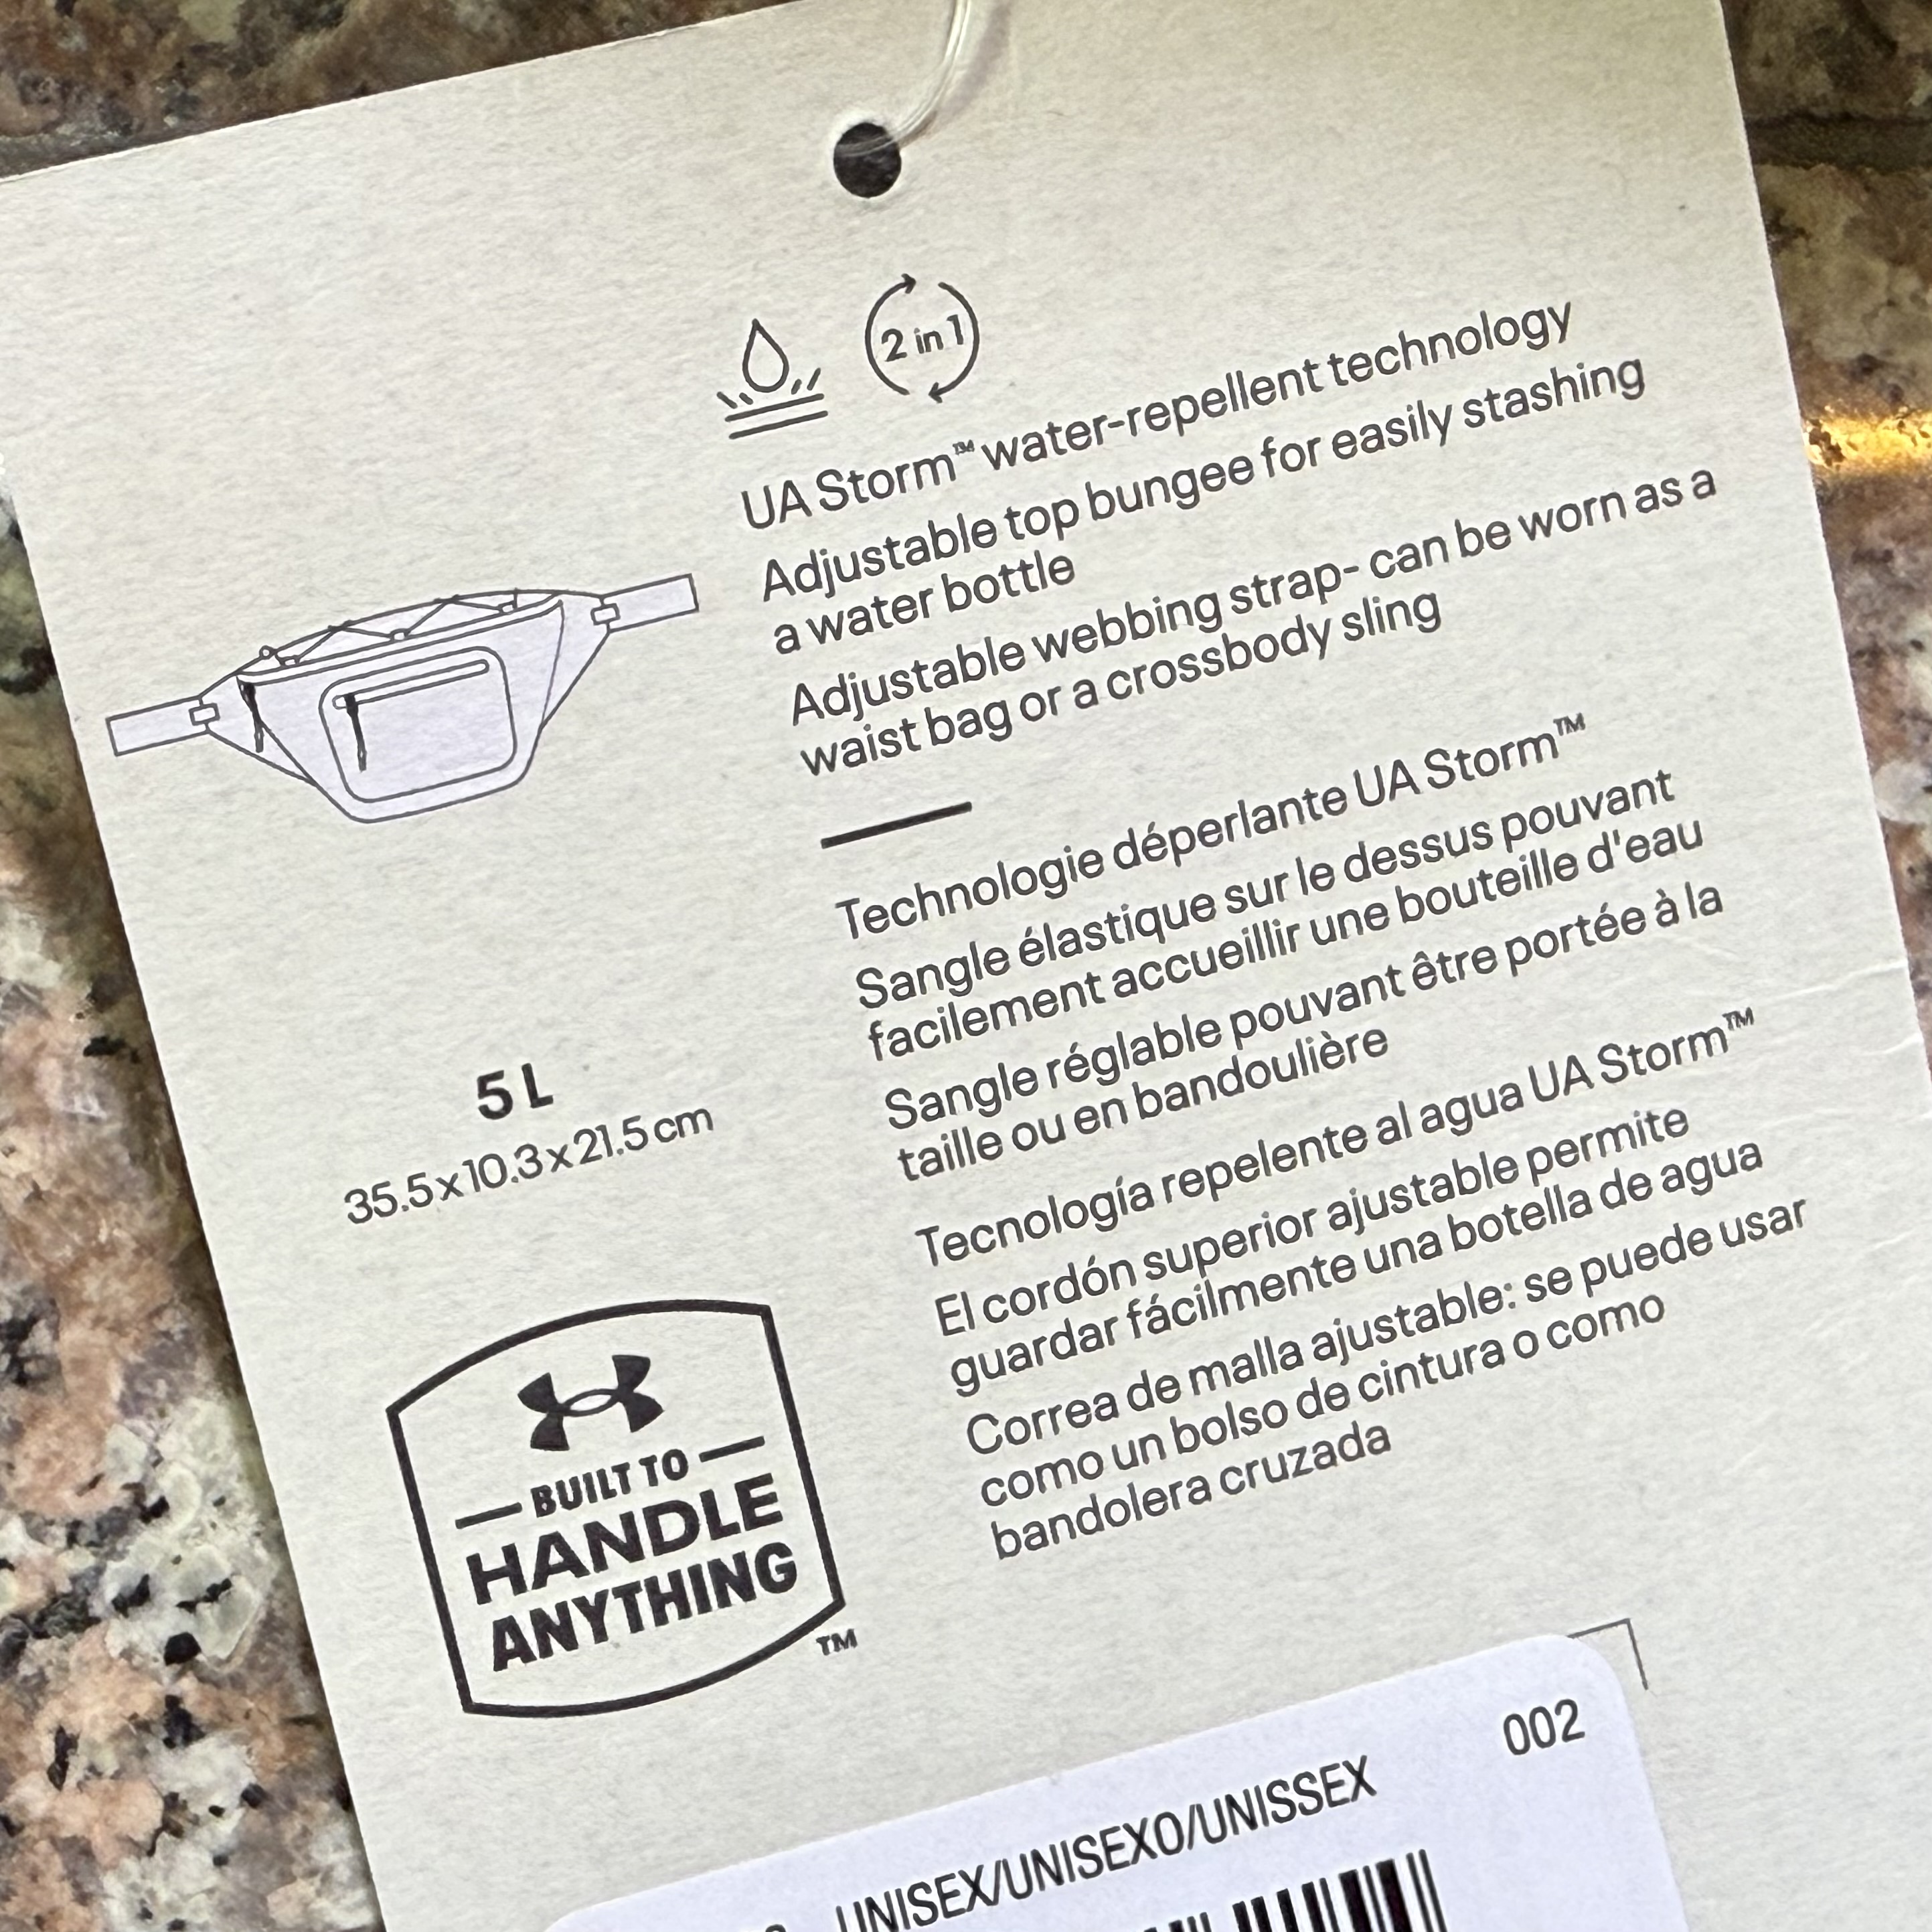 2 in 1
UA Storm™ water-repellent technology
Adjustable top bungee for easily stashing
a water bottle
Adjustable webbing strap- can be worn as a
waist bag or a crossbody sling
Technologie déperlante UA Storm™
Sangle élastique sur le dessus pouvant
facilement accueillir une bouteille d'eau
Sangle réglable pouvant être portée à la
taille ou en bandoulière
Tecnología repelente al agua UA Storm™
El cordón superior ajustable permite
guardar fácilmente una botella de agua
Correa de malla ajustable: se puede usar
como un bolso de cintura o como
bandolera cruzada
5 L
35.5 x 10.3 x 21.5 cm
BUILT TO
HANDLE
ANYTHING
™
002
UNISEX/UNISEXO/UNISSEX